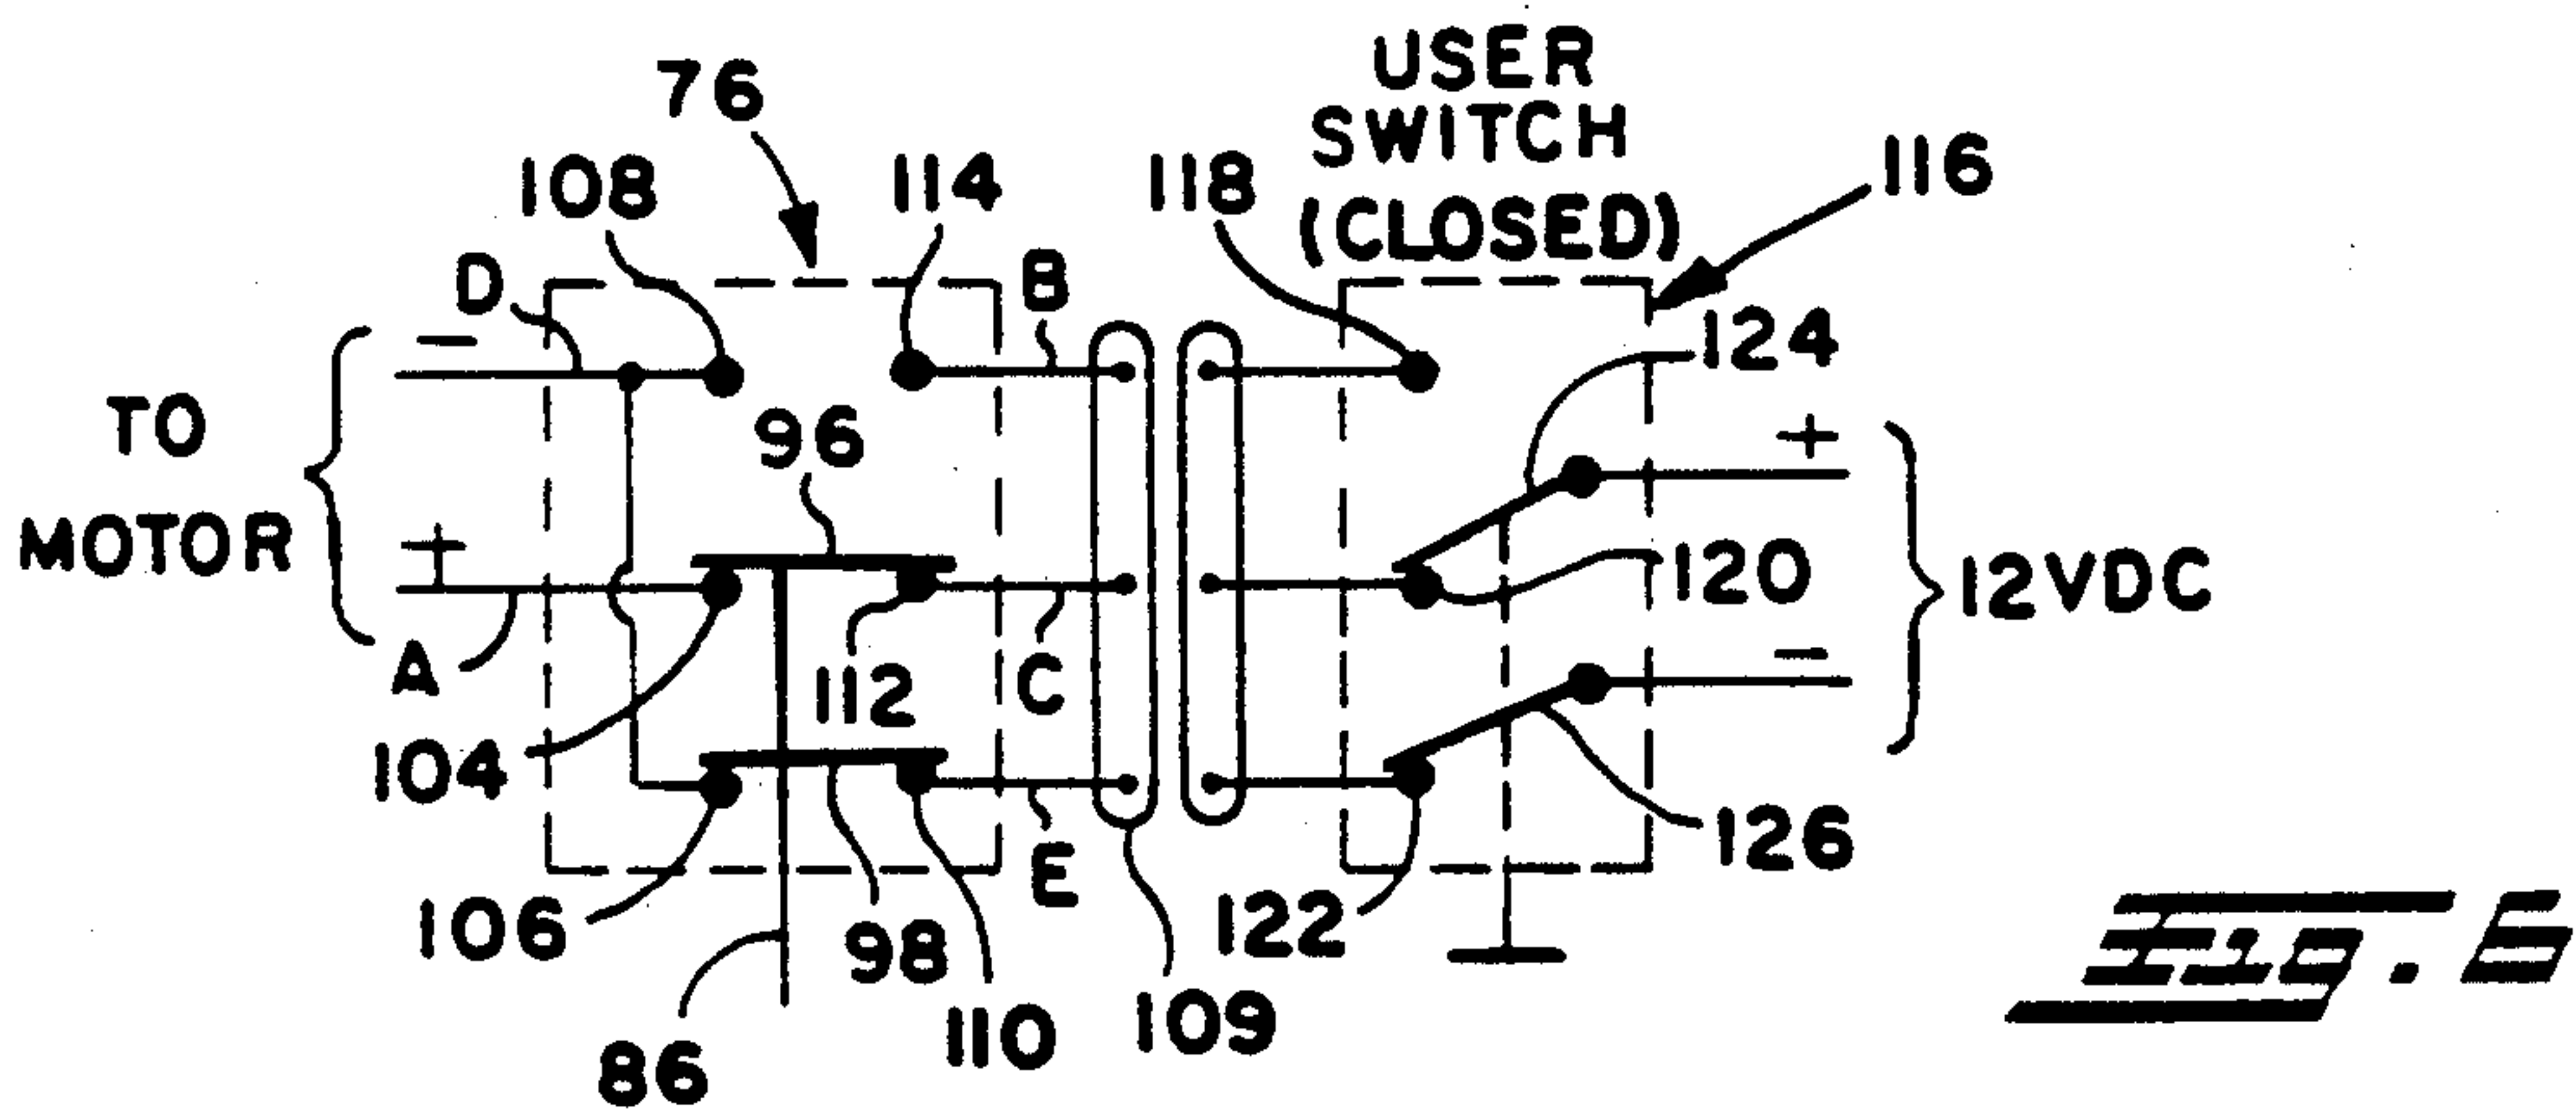 USER
SWITCH
(CLOSED)
76
108
114
118
116
D
B
124
−
TO
MOTOR
96
+
+
120
12VDC
A
104
112
C
−
106
98
E
122
126
86
110
109
Fig. 6